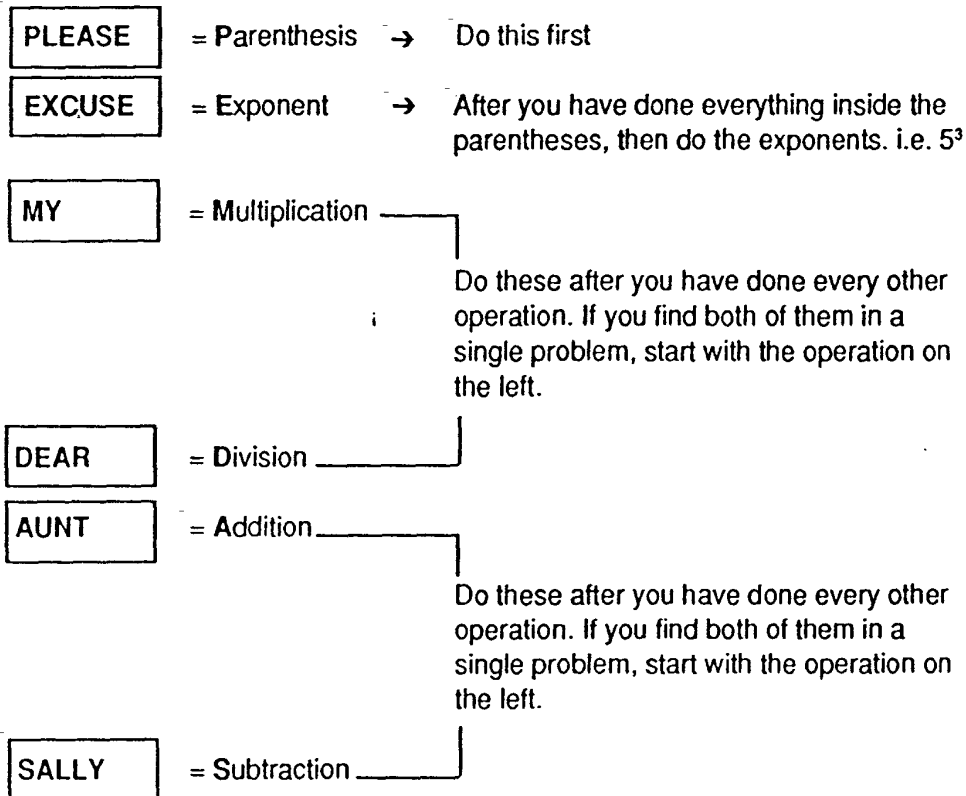 PLEASE = Parenthesis → Do this first
EXCUSE = Exponent → After you have done everything inside the
parentheses, then do the exponents. i.e. 5³
MY = Multiplication
Do these after you have done every other
operation. If you find both of them in a
single problem, start with the operation on
the left.
DEAR = Division
AUNT = Addition
Do these after you have done every other
operation. If you find both of them in a
single problem, start with the operation on
the left.
SALLY = Subtraction